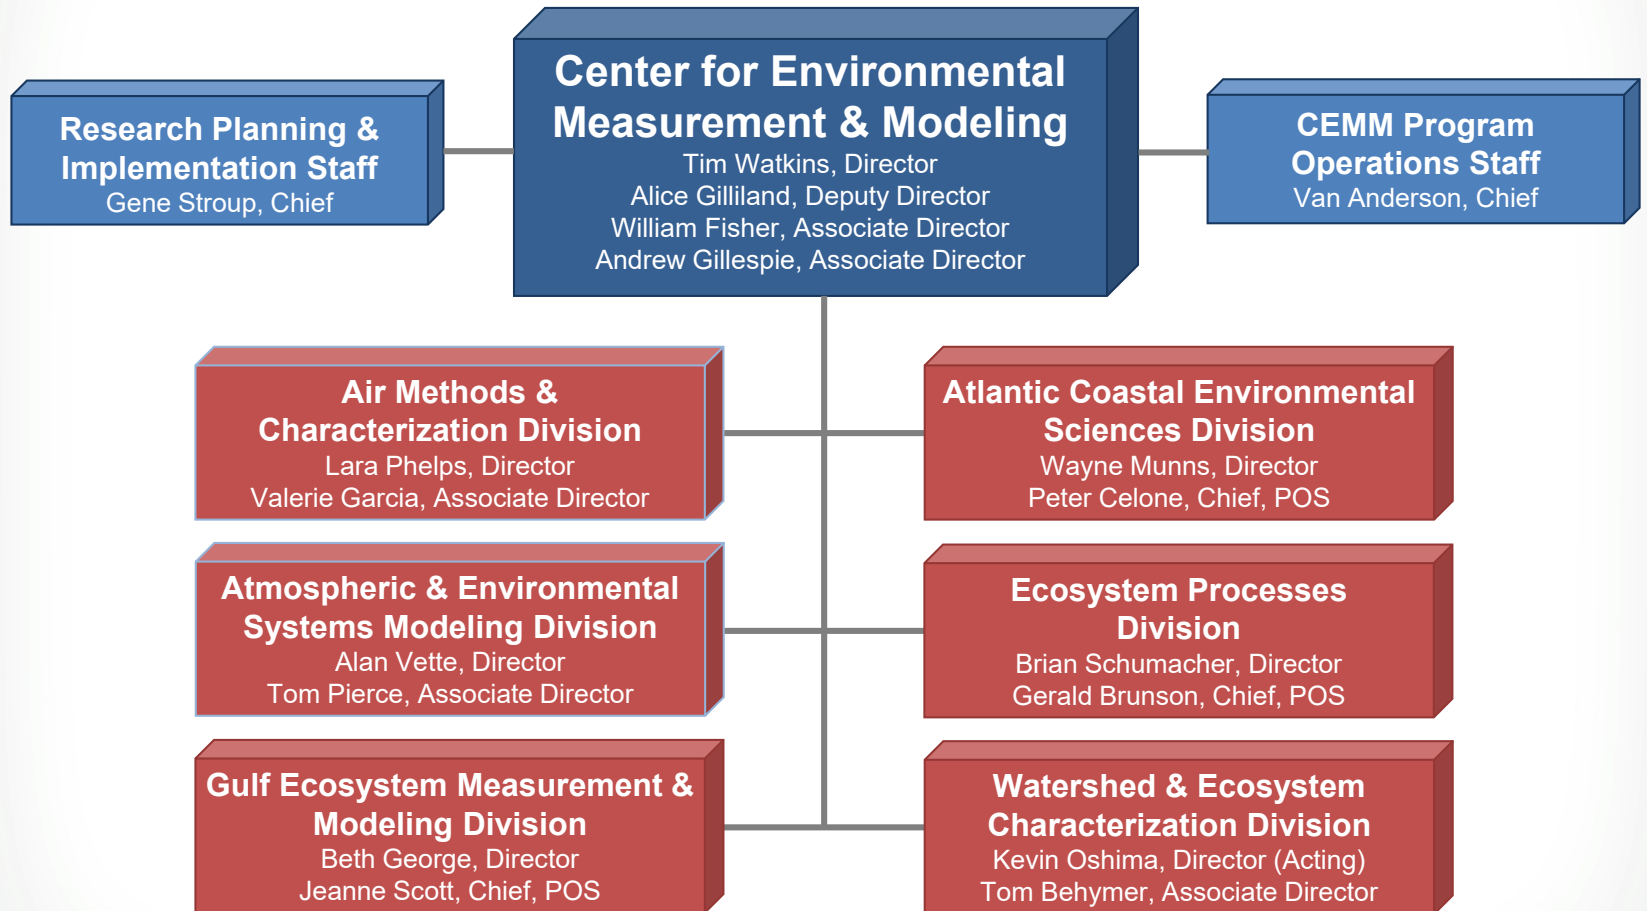 Center for Environmental
Measurement & Modeling
Tim Watkins, Director
Alice Gilliland, Deputy Director
William Fisher, Associate Director
Andrew Gillespie, Associate Director
Research Planning &
Implementation Staff
Gene Stroup, Chief
CEMM Program
Operations Staff
Van Anderson, Chief
Air Methods &
Characterization Division
Lara Phelps, Director
Valerie Garcia, Associate Director
Atlantic Coastal Environmental
Sciences Division
Wayne Munns, Director
Peter Celone, Chief, POS
Atmospheric & Environmental
Systems Modeling Division
Alan Vette, Director
Tom Pierce, Associate Director
Ecosystem Processes
Division
Brian Schumacher, Director
Gerald Brunson, Chief, POS
Gulf Ecosystem Measurement &
Modeling Division
Beth George, Director
Jeanne Scott, Chief, POS
Watershed & Ecosystem
Characterization Division
Kevin Oshima, Director (Acting)
Tom Behymer, Associate Director